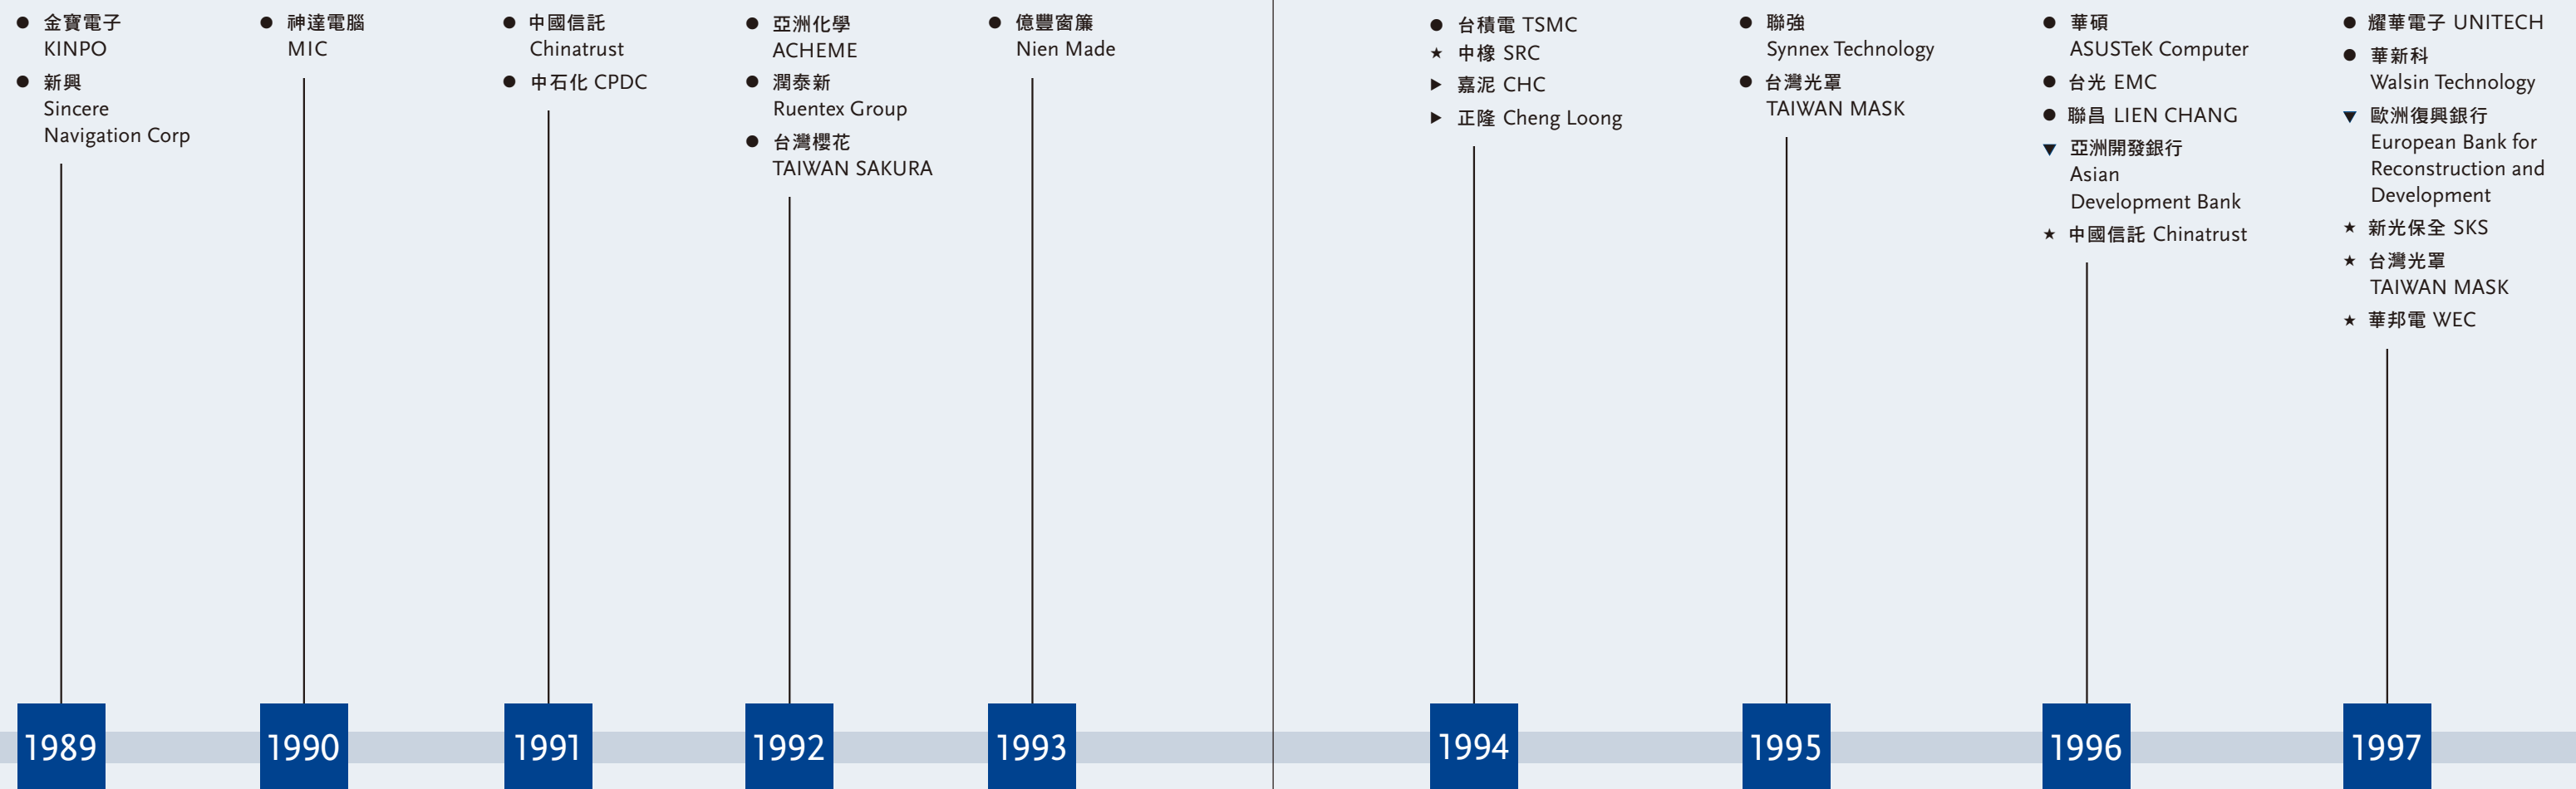 ● 金寶電子
KINPO
● 新興
Sincere
Navigation Corp
1989
● 神達電腦
MIC
1990
● 中國信託
Chinatrust
● 中石化 CPDC
1991
● 亞洲化學
ACHEME
● 潤泰新
Ruentex Group
● 台灣櫻花
TAIWAN SAKURA
1992
● 億豐窗簾
Nien Made
1993
● 台積電 TSMC
★ 中橡 SRC
▶ 嘉泥 CHC
▶ 正隆 Cheng Loong
1994
● 聯強
Synnex Technology
● 台灣光罩
TAIWAN MASK
1995
● 華碩
ASUSTeK Computer
● 台光 EMC
● 聯昌 LIEN CHANG
▼ 亞洲開發銀行
Asian
Development Bank
★ 中國信託 Chinatrust
1996
● 耀華電子 UNITECH
● 華新科
Walsin Technology
▼ 歐洲復興銀行
European Bank for
Reconstruction and
Development
★ 新光保全 SKS
★ 台灣光罩
TAIWAN MASK
★ 華邦電 WEC
1997